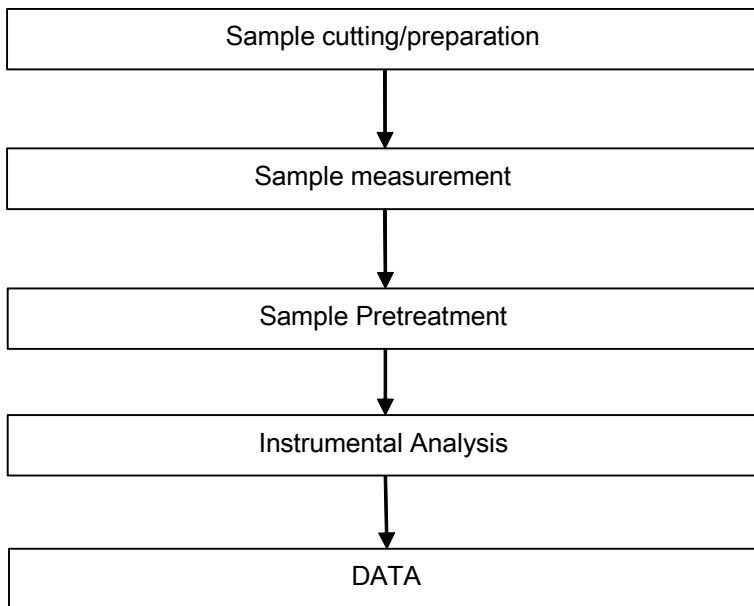 Sample cutting/preparation
Sample measurement
Sample Pretreatment
Instrumental Analysis
DATA